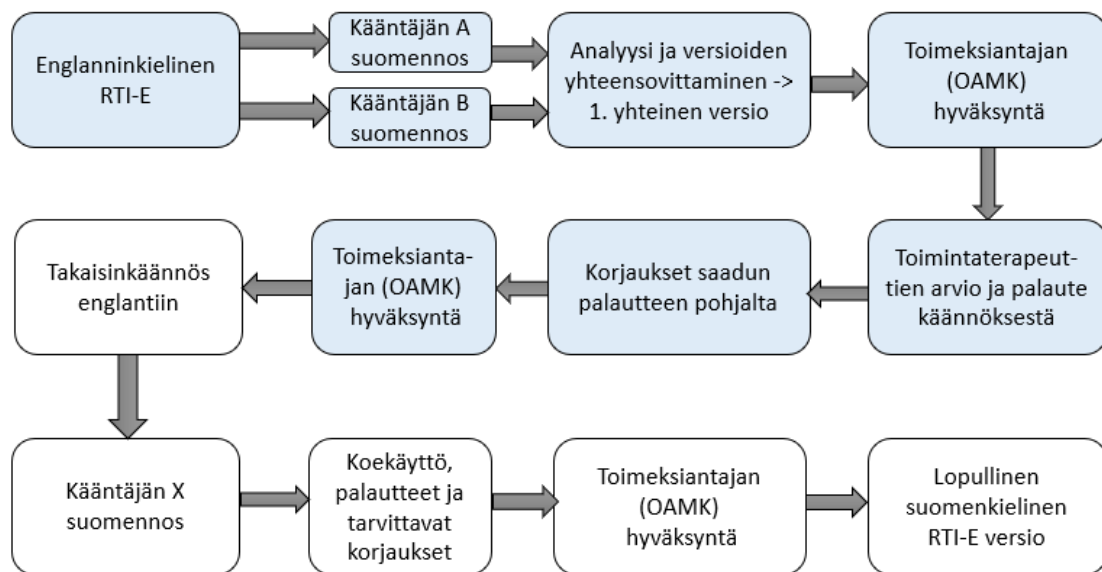 Englanninkielinen
RTI-E
Kääntäjän A
suomennos
Kääntäjän B
suomennos
Analyysi ja versioiden
yhteensovittaminen ->
1. yhteinen versio
Toimeksiantajan
(OAMK)
hyväksyntä
Toimintaterapeut-
tien arvio ja palaute
käännöksestä
Korjaukset saadun
palautteen pohjalta
Toimeksianta-
jan (OAMK)
hyväksyntä
Takaisinkäännös
englantiin
Kääntäjän X
suomennos
Koekäyttö,
palautteet ja
tarvittavat
korjaukset
Toimeksiantajan
(OAMK)
hyväksyntä
Lopullinen
suomenkielinen
RTI-E versio